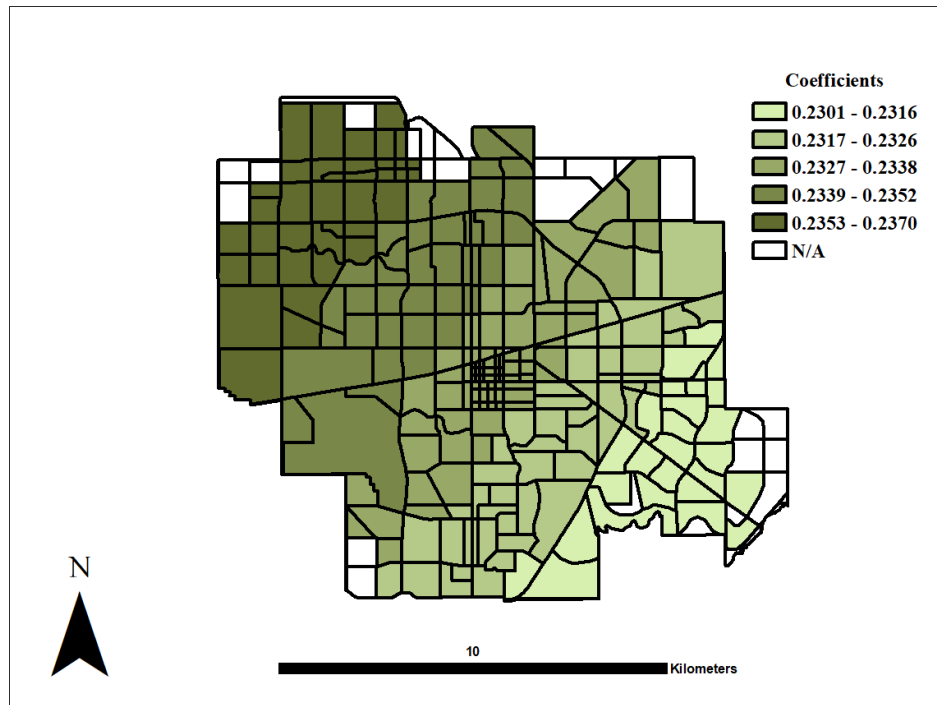 Coefficients
0.2301 - 0.2316
0.2317 - 0.2326
0.2327 - 0.2338
0.2339 - 0.2352
0.2353 - 0.2370
N/A
N
10
Kilometers